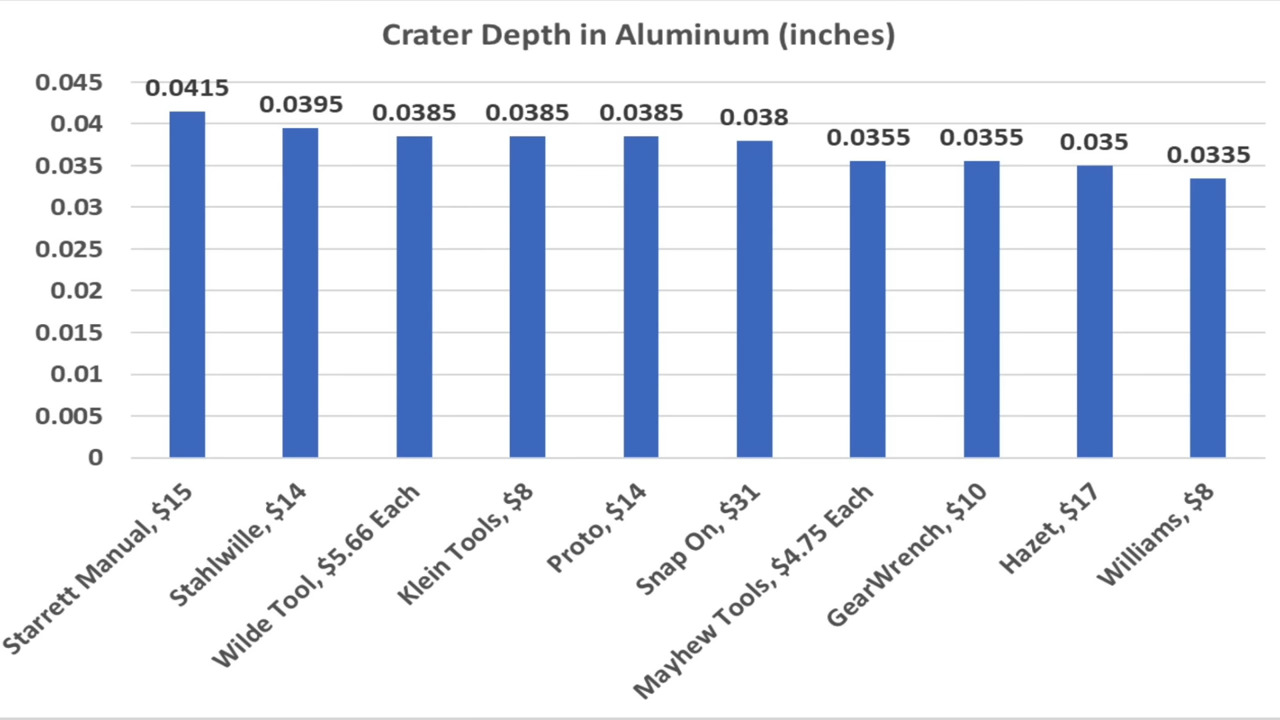 Crater Depth in Aluminum (inches)
0.045
0.04
0.035
0.03
0.025
0.02
0.015
0.01
0.005
0
0.0415
0.0395
0.0385
0.0385
0.0385
0.038
0.0355
0.0355
0.035
0.0335
Starrett Manual, $15
Stahlwille, $14
Wilde Tool, $5.66 Each
Klein Tools, $8
Proto, $14
Snap On, $31
Mayhew Tools, $4.75 Each
GearWrench, $10
Hazet, $17
Williams, $8